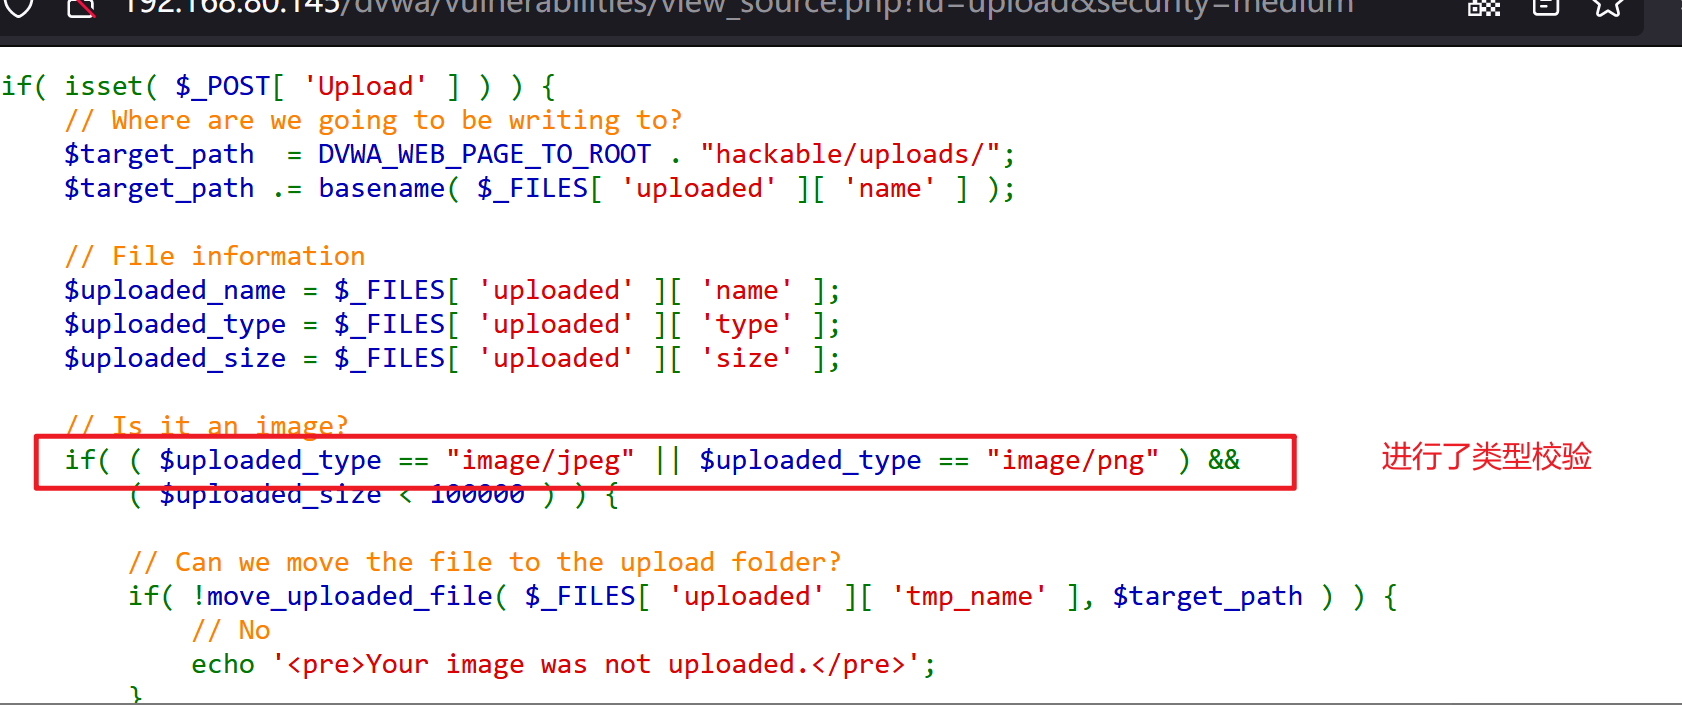 192.168.80.145/dvwa/vulnerabilities/view_source.php?id=upload&security=medium
if( isset( $_POST[ 'Upload' ] ) ) {
// Where are we going to be writing to?
$target_path  = DVWA_WEB_PAGE_TO_ROOT . "hackable/uploads/";
$target_path .= basename( $_FILES[ 'uploaded' ][ 'name' ] );
// File information
$uploaded_name = $_FILES[ 'uploaded' ][ 'name' ];
$uploaded_type = $_FILES[ 'uploaded' ][ 'type' ];
$uploaded_size = $_FILES[ 'uploaded' ][ 'size' ];
// Is it an image?
if( ( $uploaded_type == "image/jpeg" || $uploaded_type == "image/png" ) &&
进行了类型校验
( $uploaded_size < 100000 ) ) {
// Can we move the file to the upload folder?
if( !move_uploaded_file( $_FILES[ 'uploaded' ][ 'tmp_name' ], $target_path ) ) {
// No
echo '<pre>Your image was not uploaded.</pre>';
}